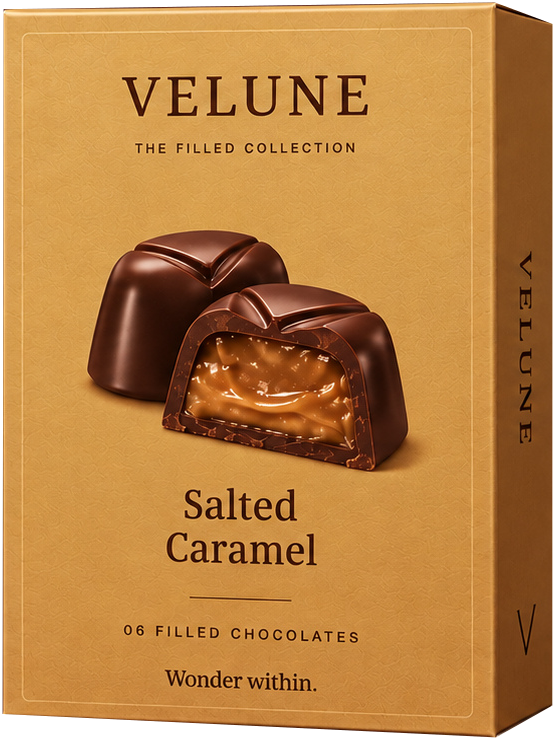 VELUNE
THE FILLED COLLECTION
Salted
Caramel
06 FILLED CHOCOLATES
Wonder within.
VELUNE
V